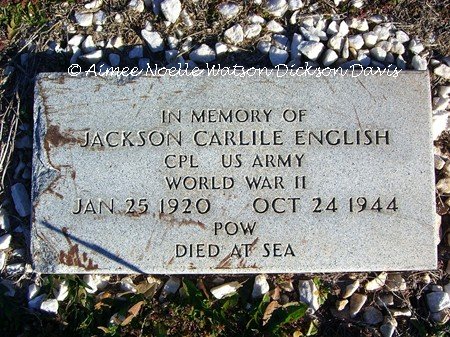 © Aimee Noelle Watson Dickson Davis
IN MEMORY OF
JACKSON CARLILE ENGLISH
CPL US ARMY
WORLD WAR II
JAN 25 1920 OCT 24 1944
POW
DIED AT SEA